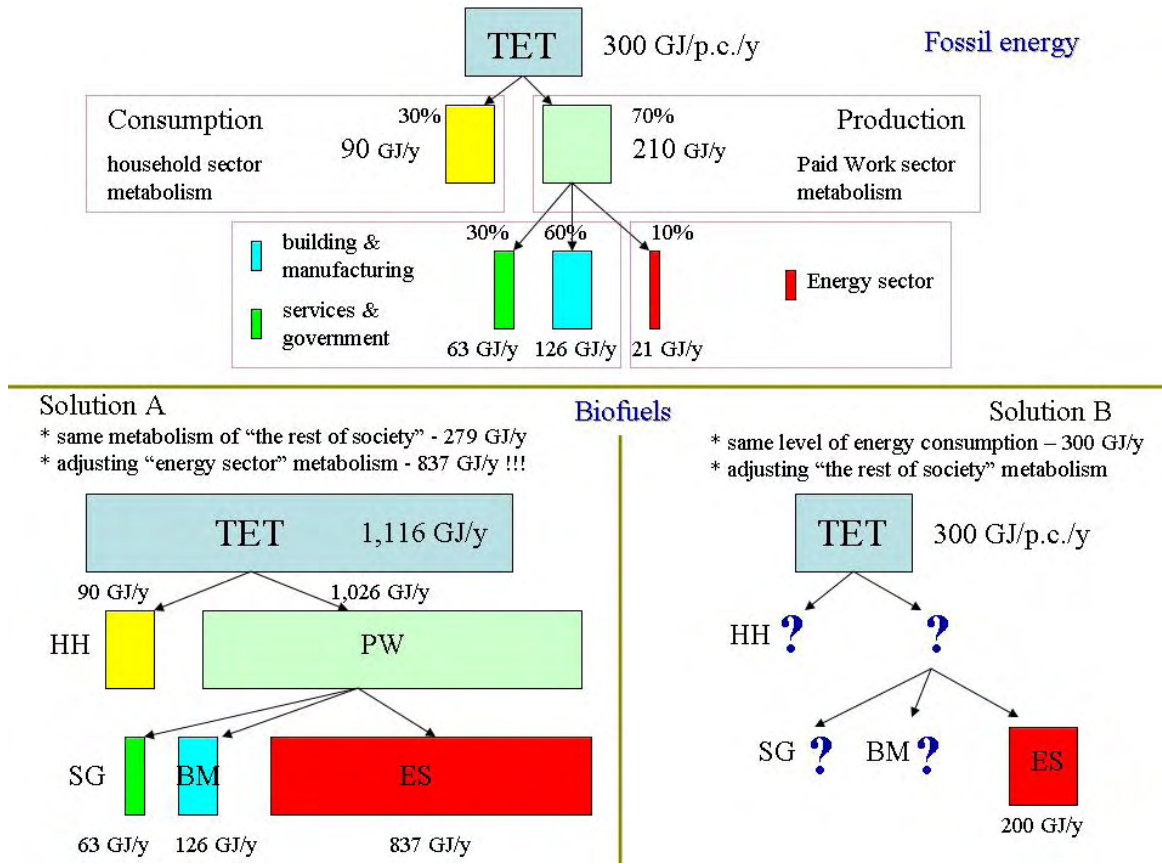 TET 300 GJ/p.c./y
Fossil energy
Consumption
household sector
metabolism
30%
90 GJ/y
70%
210 GJ/y
Production
Paid Work sector
metabolism
building &
manufacturing
services &
government
30% 60% 10%
63 GJ/y 126 GJ/y 21 GJ/y
Energy sector
Biofuels
Solution A
* same metabolism of “the rest of society” - 279 GJ/y
* adjusting “energy sector” metabolism - 837 GJ/y !!!
TET 1,116 GJ/y
90 GJ/y 1,026 GJ/y
HH PW
SG BM ES
63 GJ/y 126 GJ/y 837 GJ/y
Solution B
* same level of energy consumption – 300 GJ/y
* adjusting “the rest of society” metabolism
TET 300 GJ/p.c./y
HH ? ?
SG ? BM ? ES
200 GJ/y